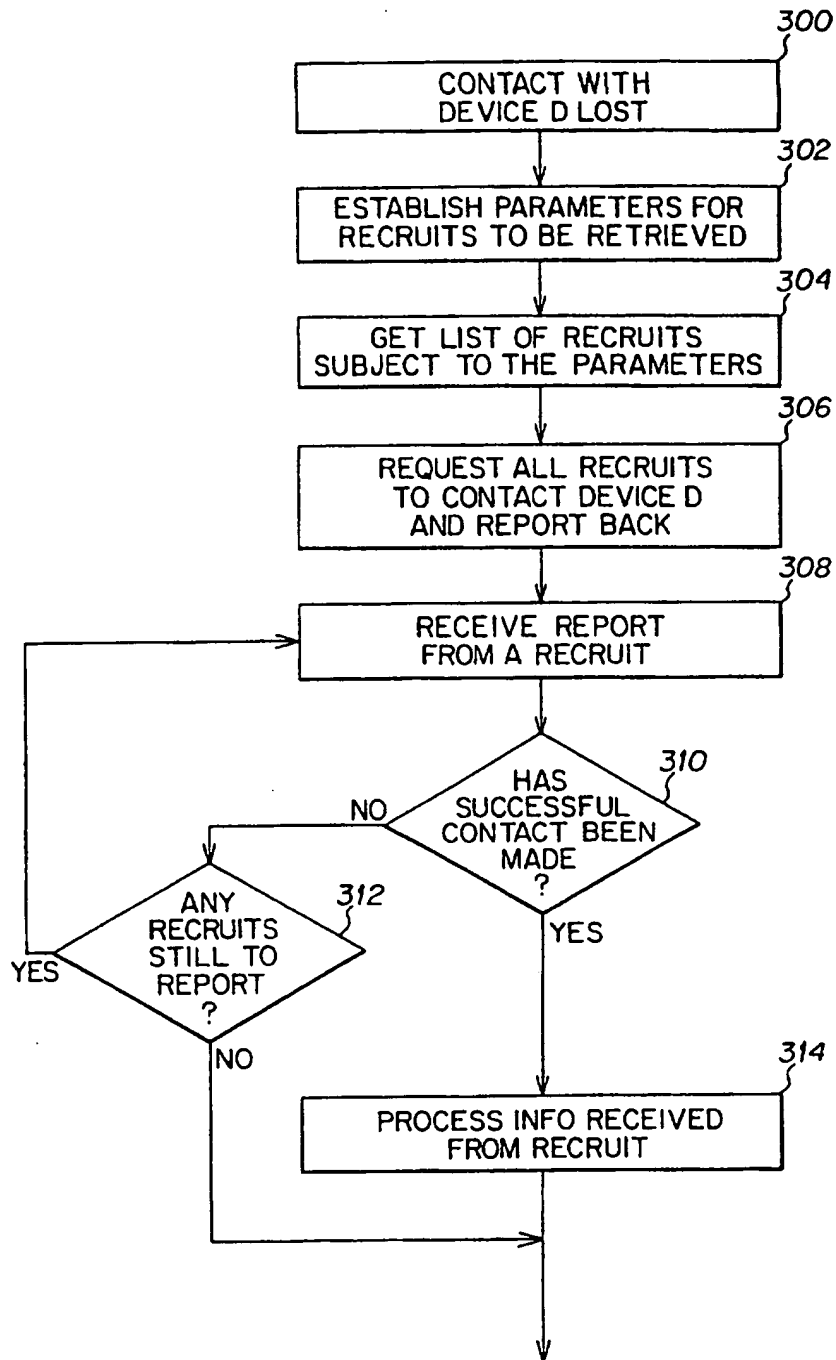 300
CONTACT WITH
DEVICE D LOST
302
ESTABLISH PARAMETERS FOR
RECRUITS TO BE RETRIEVED
304
GET LIST OF RECRUITS
SUBJECT TO THE PARAMETERS
306
REQUEST ALL RECRUITS
TO CONTACT DEVICE D
AND REPORT BACK
308
RECEIVE REPORT
FROM A RECRUIT
310
HAS
SUCCESSFUL
CONTACT BEEN
MADE
?
NO
YES
312
ANY
RECRUITS
STILL TO
REPORT
?
YES
NO
314
PROCESS INFO RECEIVED
FROM RECRUIT